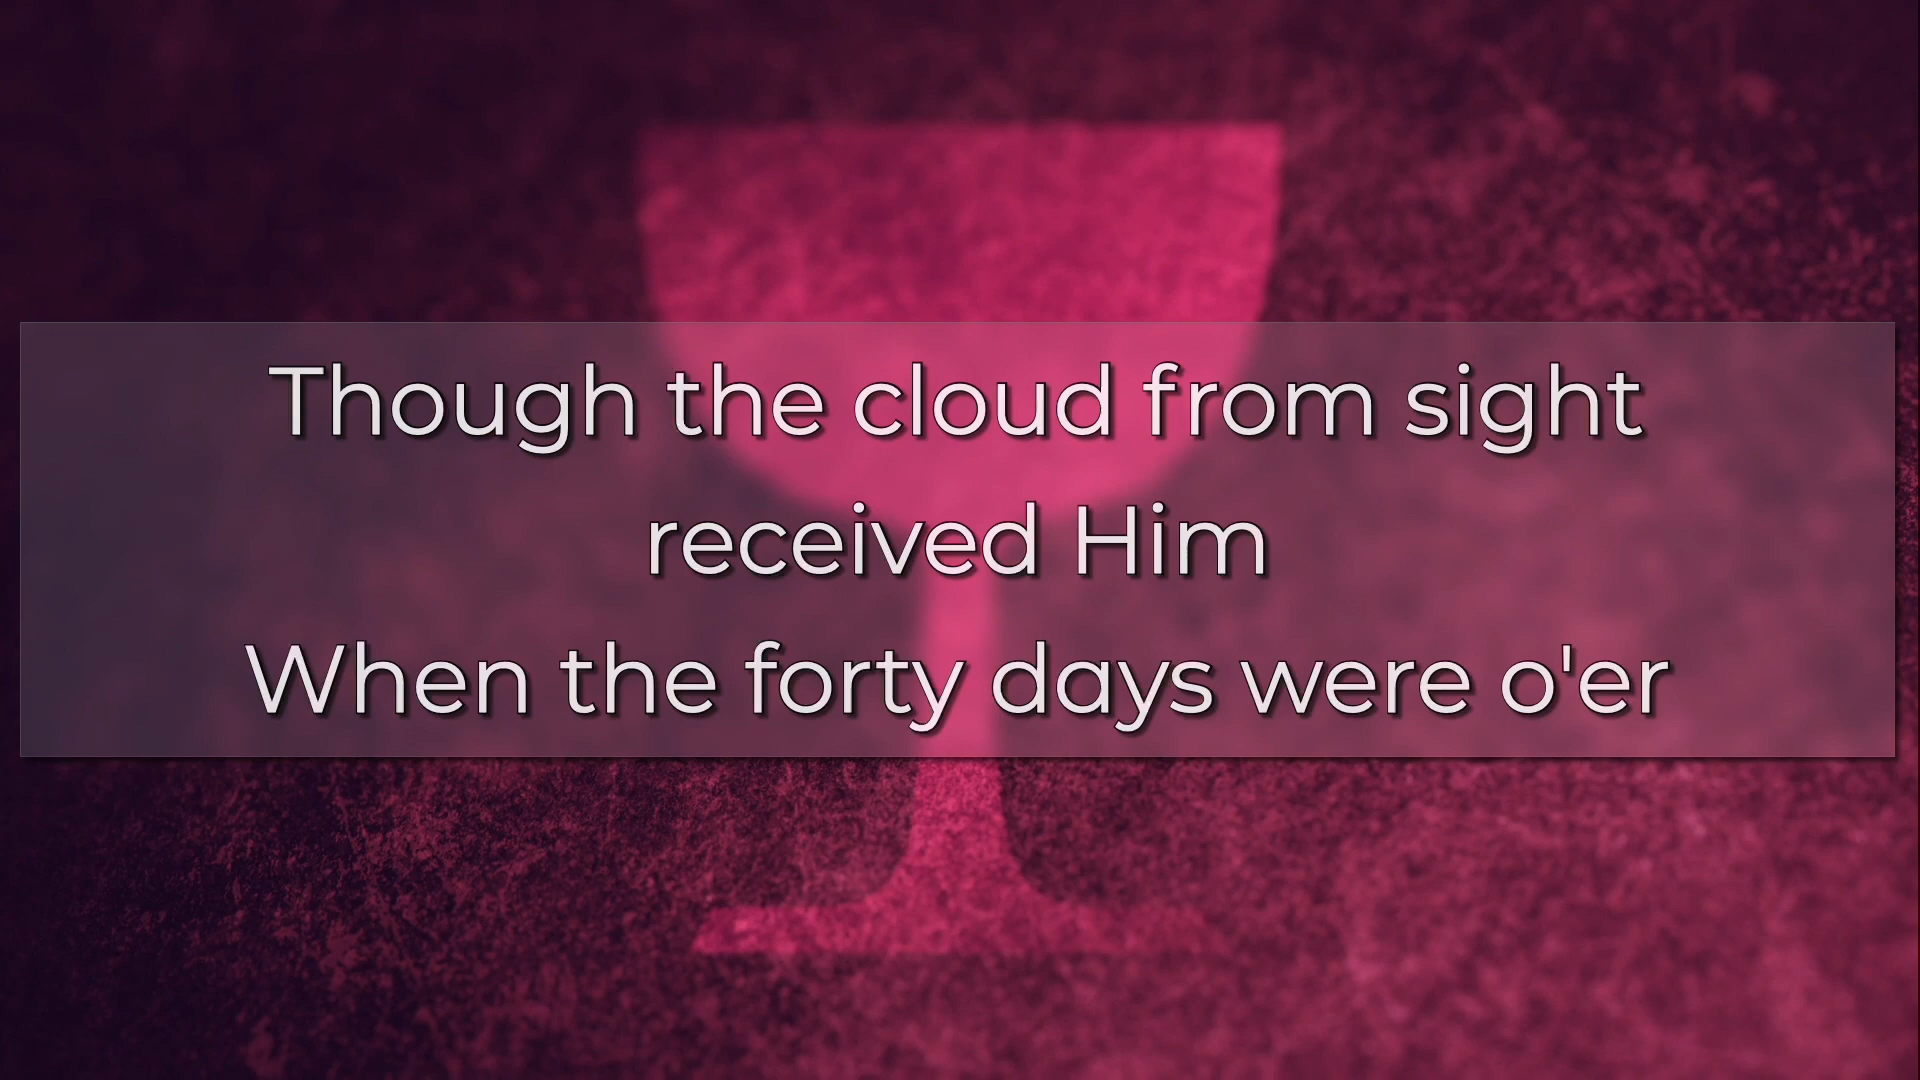 Though the cloud from sight
received Him
When the forty days were o'er